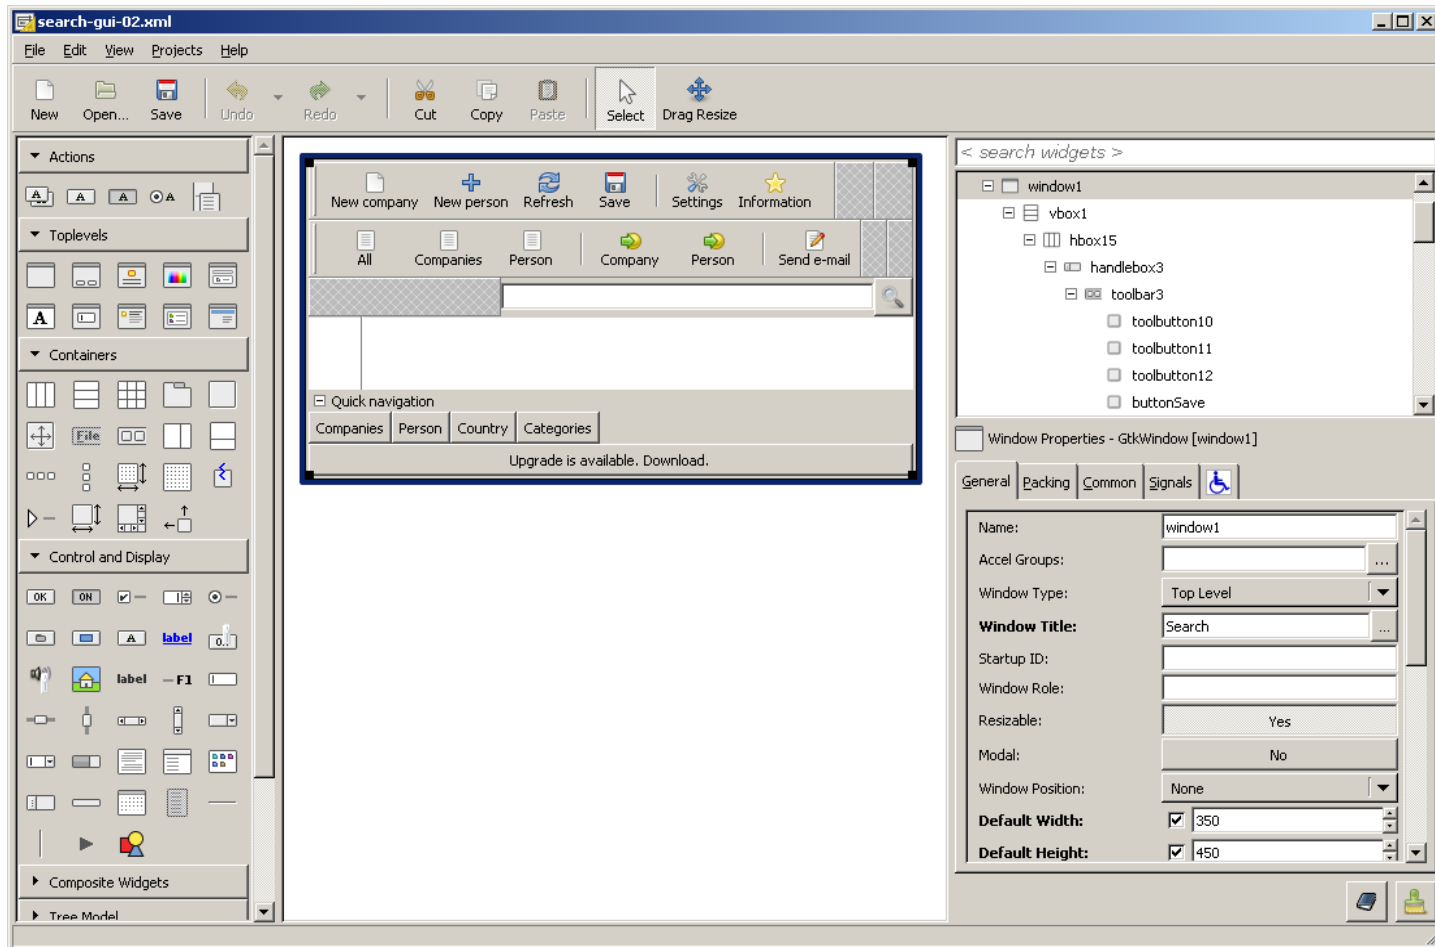 search-gui-02.xml
File Edit View Projects Help
New Open... Save Undo Redo Cut Copy Paste Select Drag Resize
Actions
A A A A
Toplevels
A
Containers
File
Control and Display
OK ON
A label 0..
label F1
Composite Widgets
Tree Model
New company New person Refresh Save Settings Information
All Companies Person Company Person Send e-mail
Quick navigation
Companies Person Country Categories
Upgrade is available. Download.
< search widgets >
window1
vbox1
hbox15
handlebox3
toolbar3
toolbutton10
toolbutton11
toolbutton12
buttonSave
Window Properties - GtkWindow [window1]
General Packing Common Signals
Name: window1
Accel Groups: ...
Window Type: Top Level
Window Title: Search ...
Startup ID:
Window Role:
Resizable: Yes
Modal: No
Window Position: None
Default Width: 350
Default Height: 450